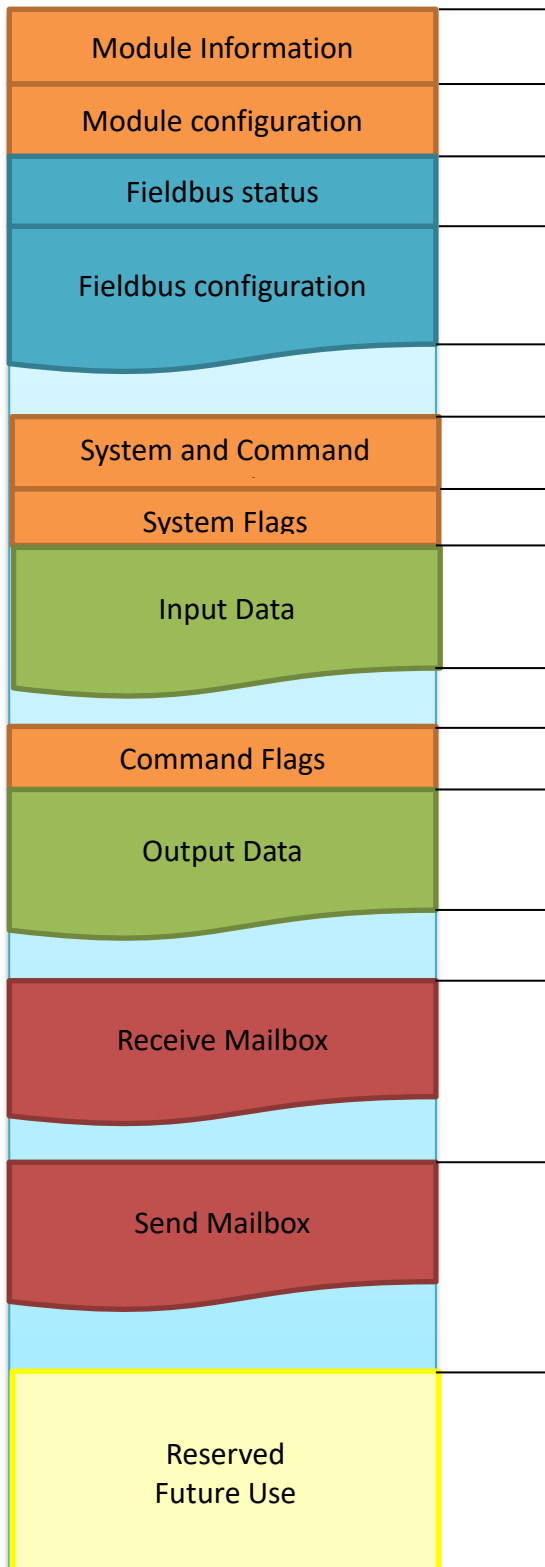 Module Information
Module configuration
Fieldbus status
Fieldbus configuration
System and Command
System Flags
Input Data
Command Flags
Output Data
Receive Mailbox
Send Mailbox
Reserved
Future Use